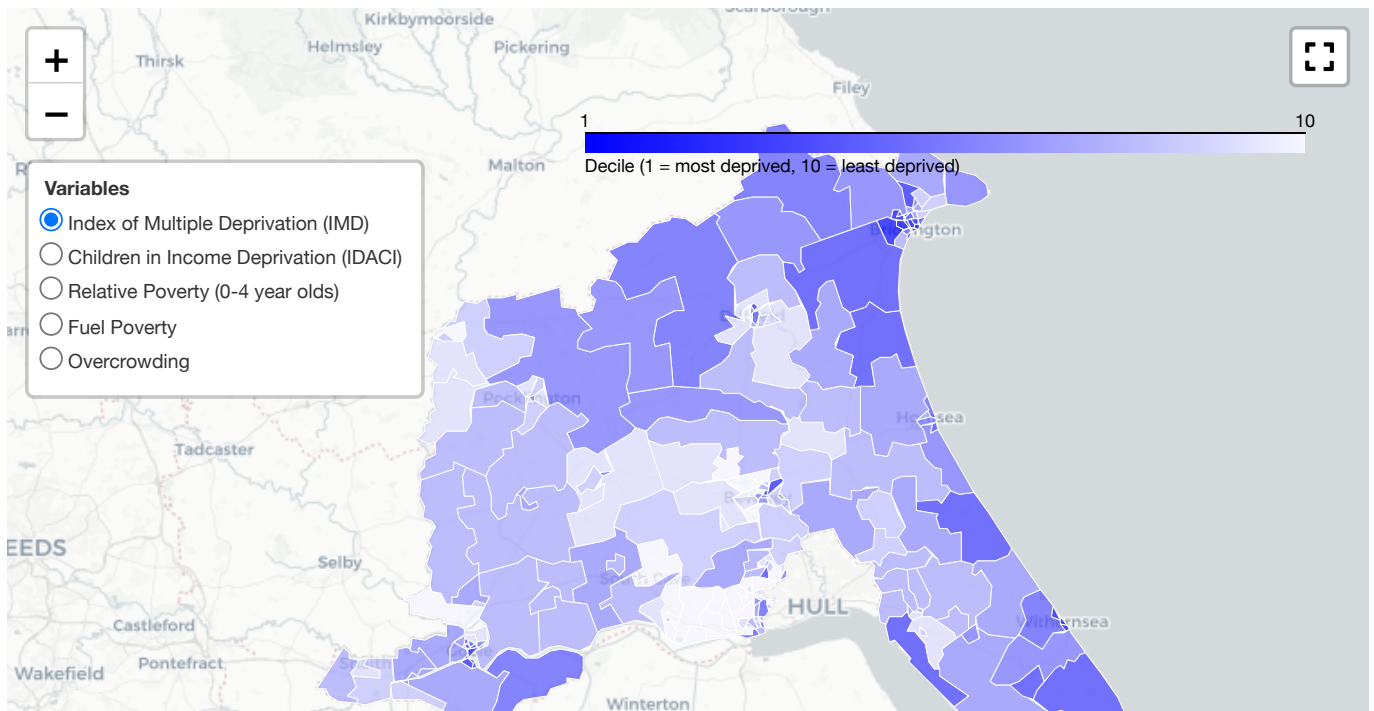 Scarborough
Kirkbymoorside
Helmsley
Pickering
Thirsk
Filey
+
−
1
10
Malton
Decile (1 = most deprived, 10 = least deprived)
Variables
Index of Multiple Deprivation (IMD)
Children in Income Deprivation (IDACI)
Relative Poverty (0-4 year olds)
Fuel Poverty
Overcrowding
Bridlington
Pocklington
Hornsea
Tadcaster
Beverley
EEDS
Selby
South Cave
HULL
Castleford
Withernsea
Wakefield
Pontefract
Snaith
Goole
Winterton